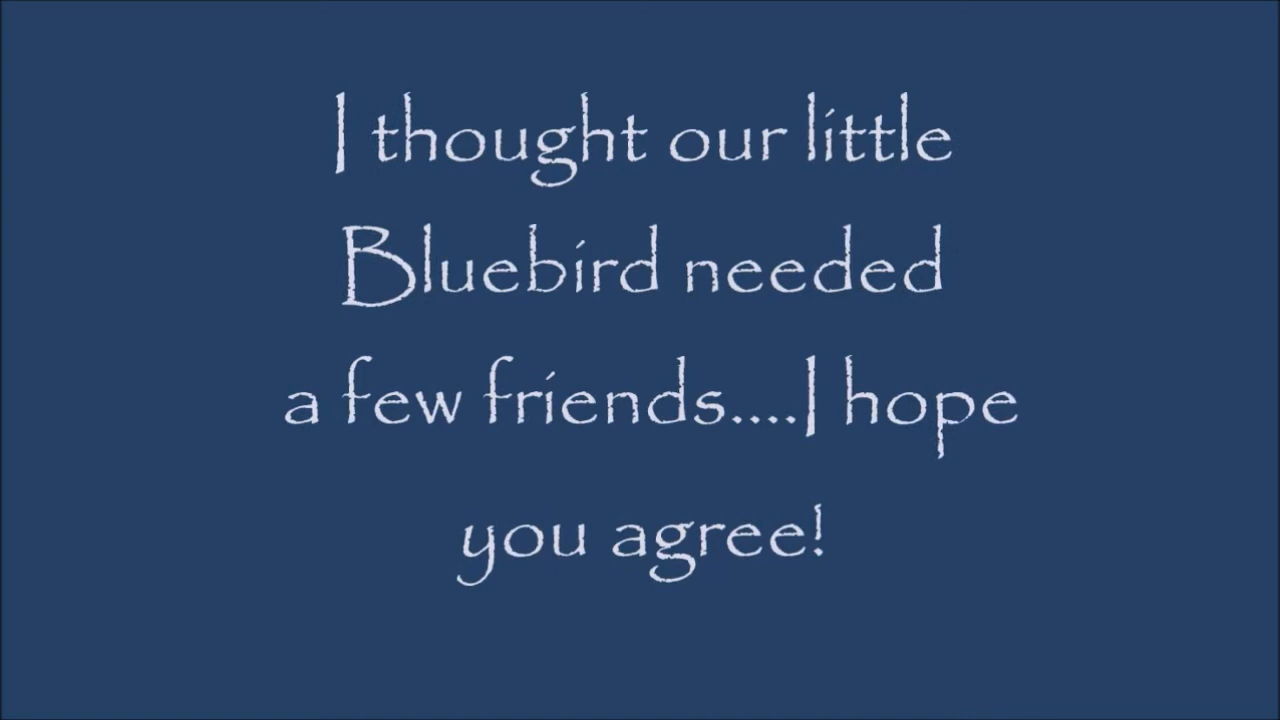 I thought our little
Bluebird needed
a few friends....I hope
you agree!